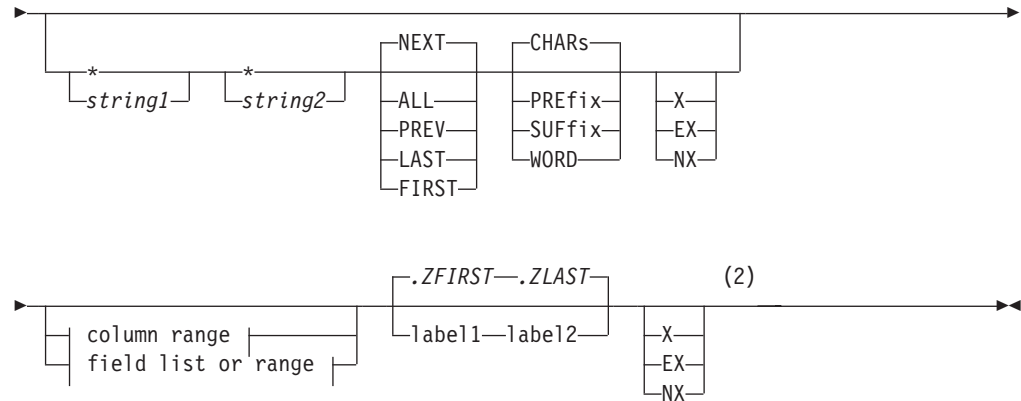 NEXT CHARs
* *
string1 string2 ALL PREfix X
PREV SUFfix EX
LAST WORD NX
FIRST
.ZFIRST .ZLAST (2)
column range label1 label2 X
field list or range EX
NX